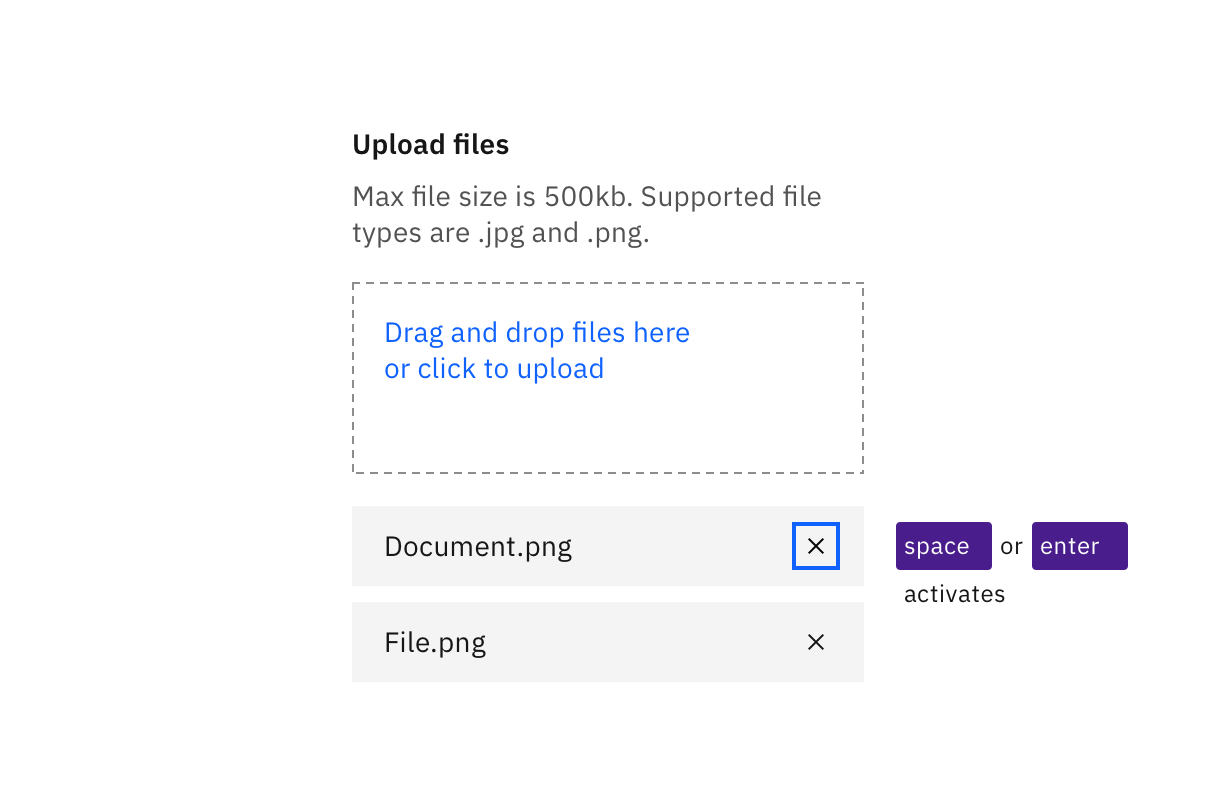 Upload files
Max file size is 500kb. Supported file
types are .jpg and .png.
Drag and drop files here
or click to upload
Document.png
space or enter
activates
File.png